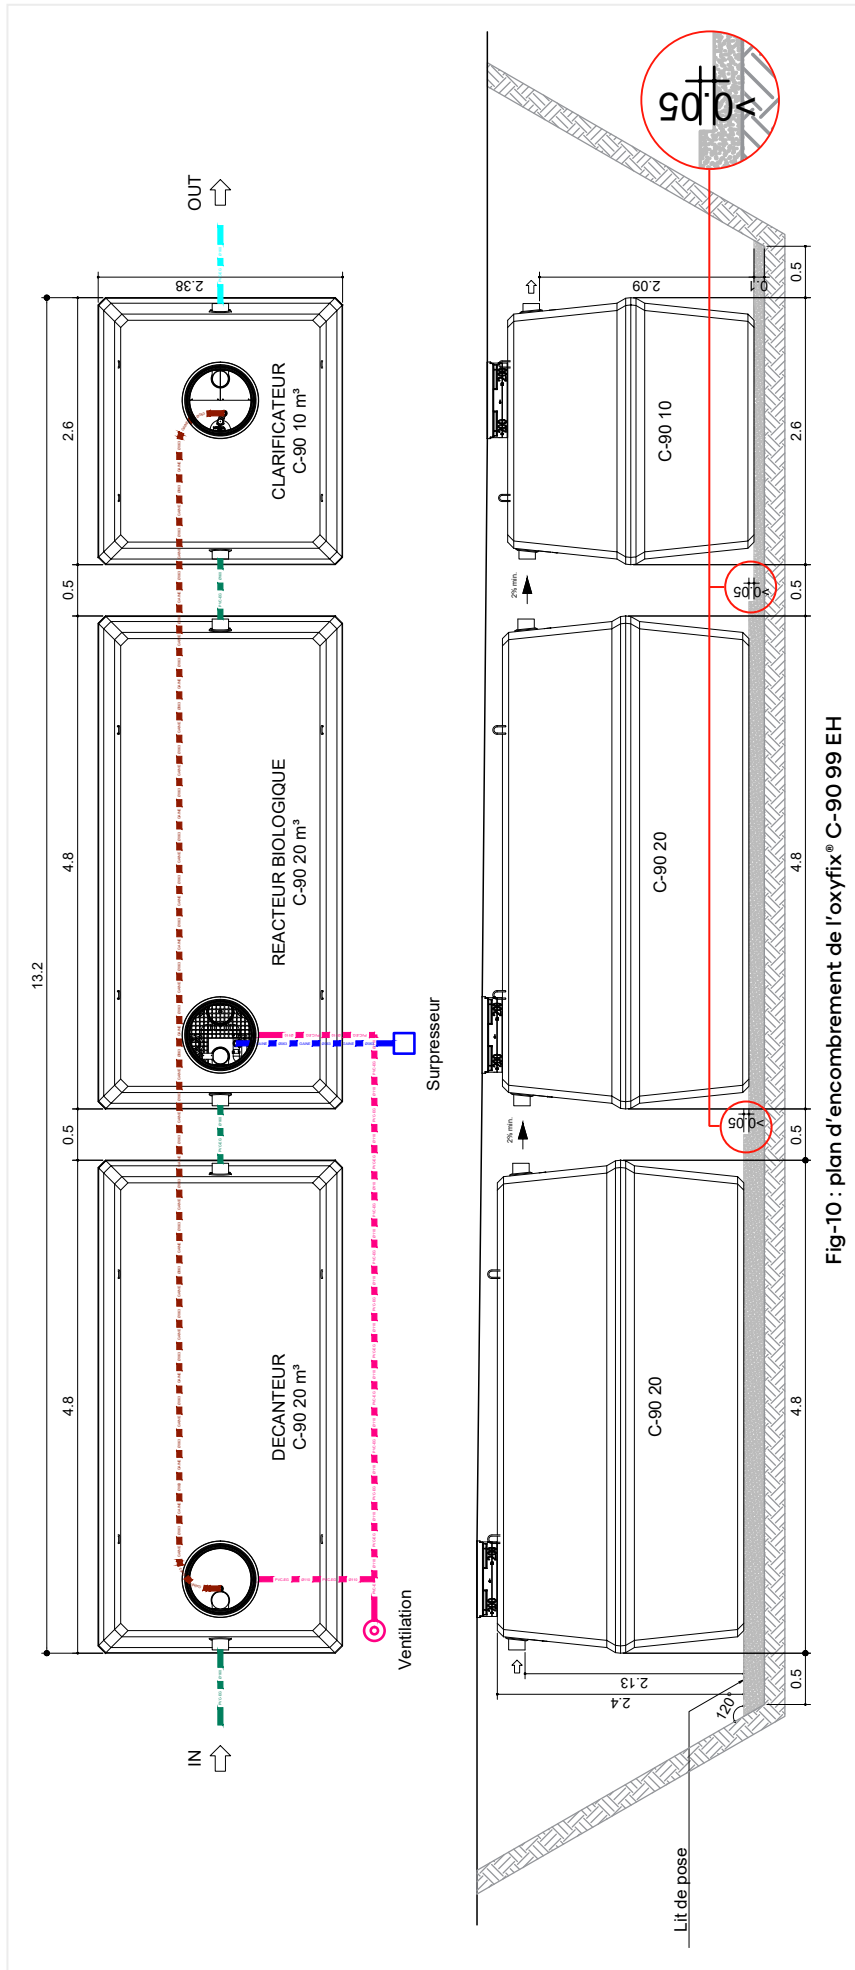 13.2
4.8
0.5
4.8
0.5
2.6
IN
DECANTEUR
C-90 20 m³
REACTEUR BIOLOGIQUE
C-90 20 m³
CLARIFICATEUR
C-90 10 m³
2.38
OUT
Ventilation
Surpresseur
2% min.
2% min.
+200
+200
+200
C-90 20
C-90 20
C-90 10
2.4
2.13
2.09
0.1
120°
>0.05
>0.05
>0.05
0.5
4.8
0.5
4.8
0.5
2.6
0.5
Lit de pose
Fig-10 : plan d'encombrement de l'oxyfix® C-90 99 EH